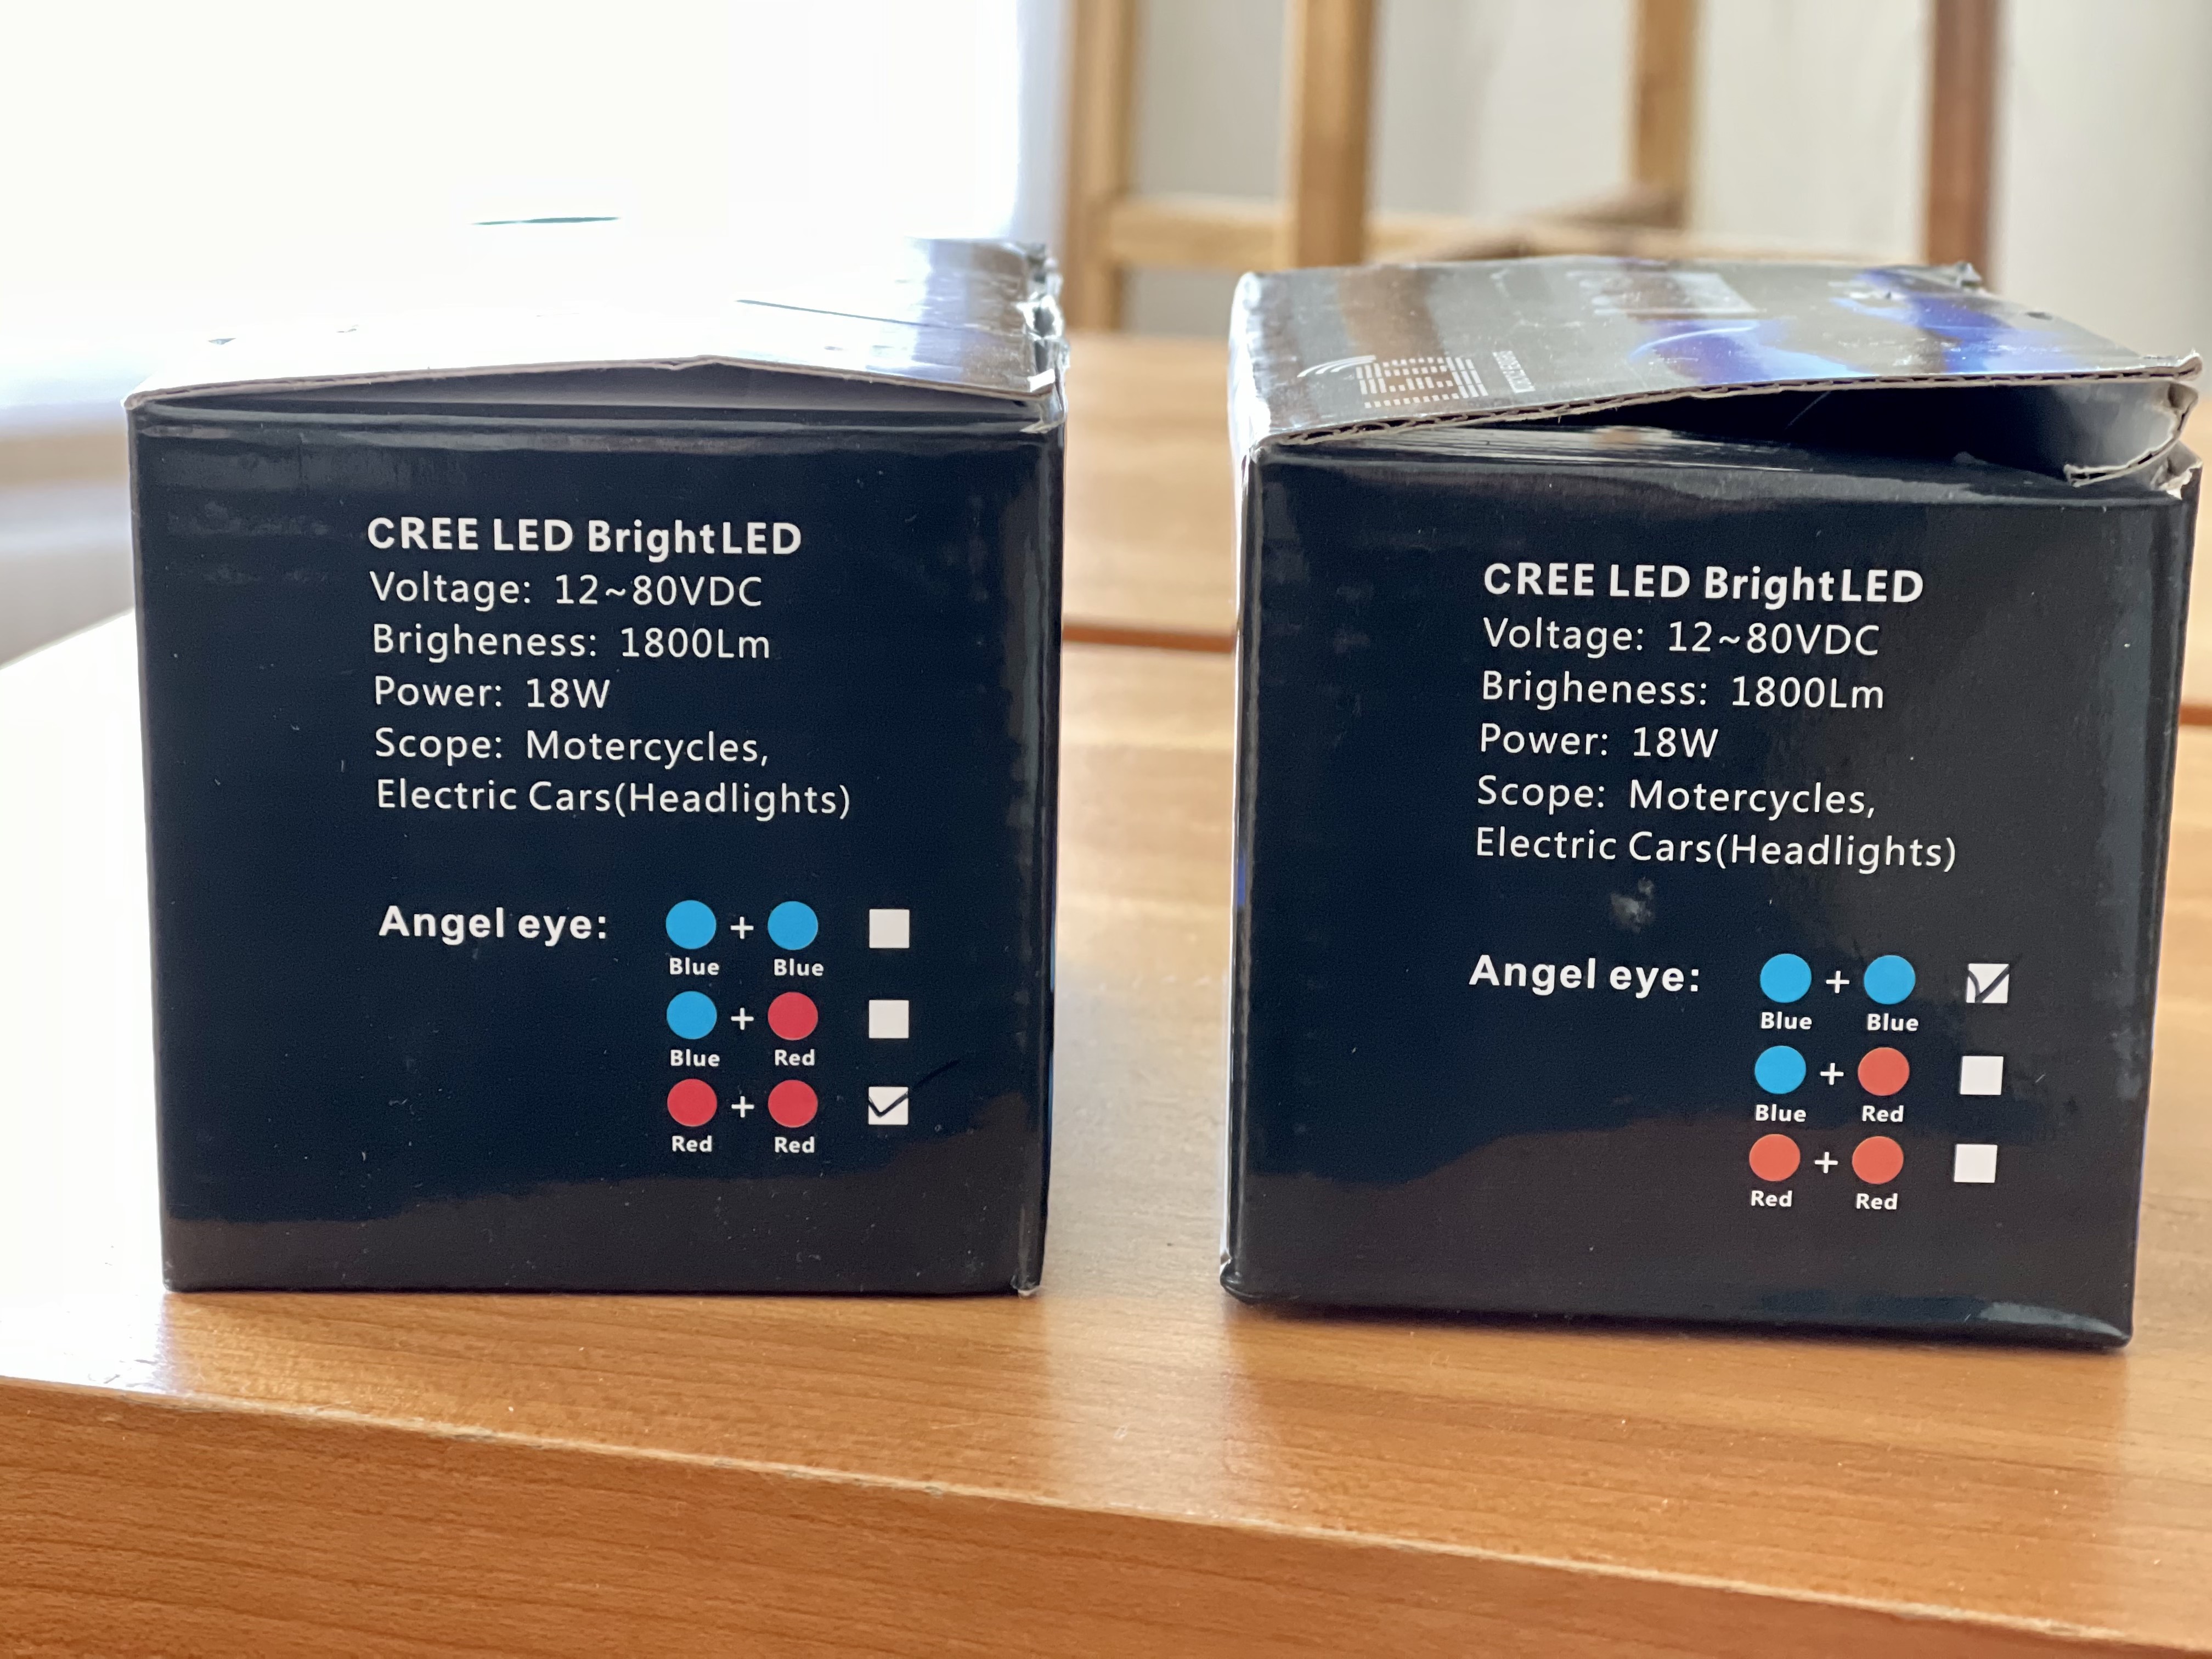 CREE LED BrightLED
Voltage: 12~80VDC
Brigheness: 1800Lm
Power: 18W
Scope: Motercycles,
Electric Cars(Headlights)
Angel eye:
+
Blue Blue
+
Blue Red
+
Red Red
CREE LED BrightLED
Voltage: 12~80VDC
Brigheness: 1800Lm
Power: 18W
Scope: Motercycles,
Electric Cars(Headlights)
Angel eye:
+
Blue Blue
+
Blue Red
+
Red Red